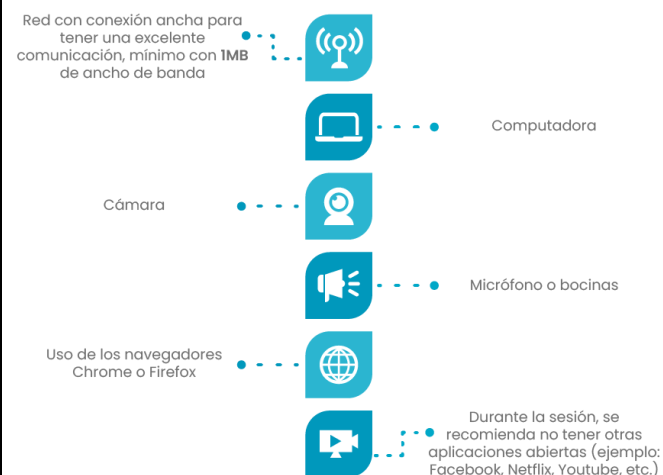 Red con conexión ancha para
tener una excelente
comunicación, mínimo con 1MB
de ancho de banda
Computadora
Cámara
Micrófono o bocinas
Uso de los navegadores
Chrome o Firefox
Durante la sesión, se
recomienda no tener otras
aplicaciones abiertas (ejemplo:
Facebook, Netflix, Youtube, etc.)